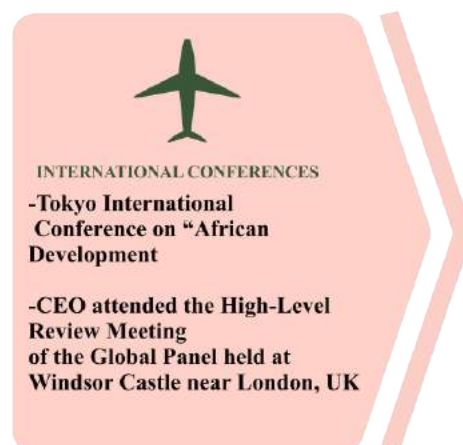 INTERNATIONAL CONFERENCES
-Tokyo International
Conference on “African
Development
-CEO attended the High-Level
Review Meeting
of the Global Panel held at
Windsor Castle near London, UK